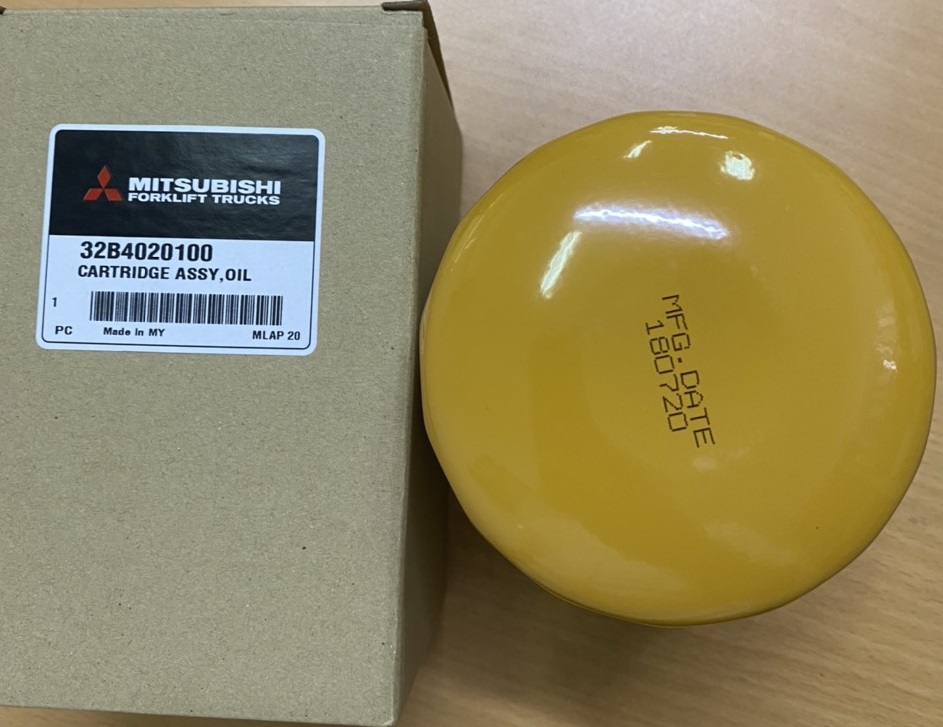 MITSUBISHI
FORKLIFT TRUCKS
32B4020100
CARTRIDGE ASSY,OIL
1
PC
Made in MY
MLAP 20
MFG.DATE
180720